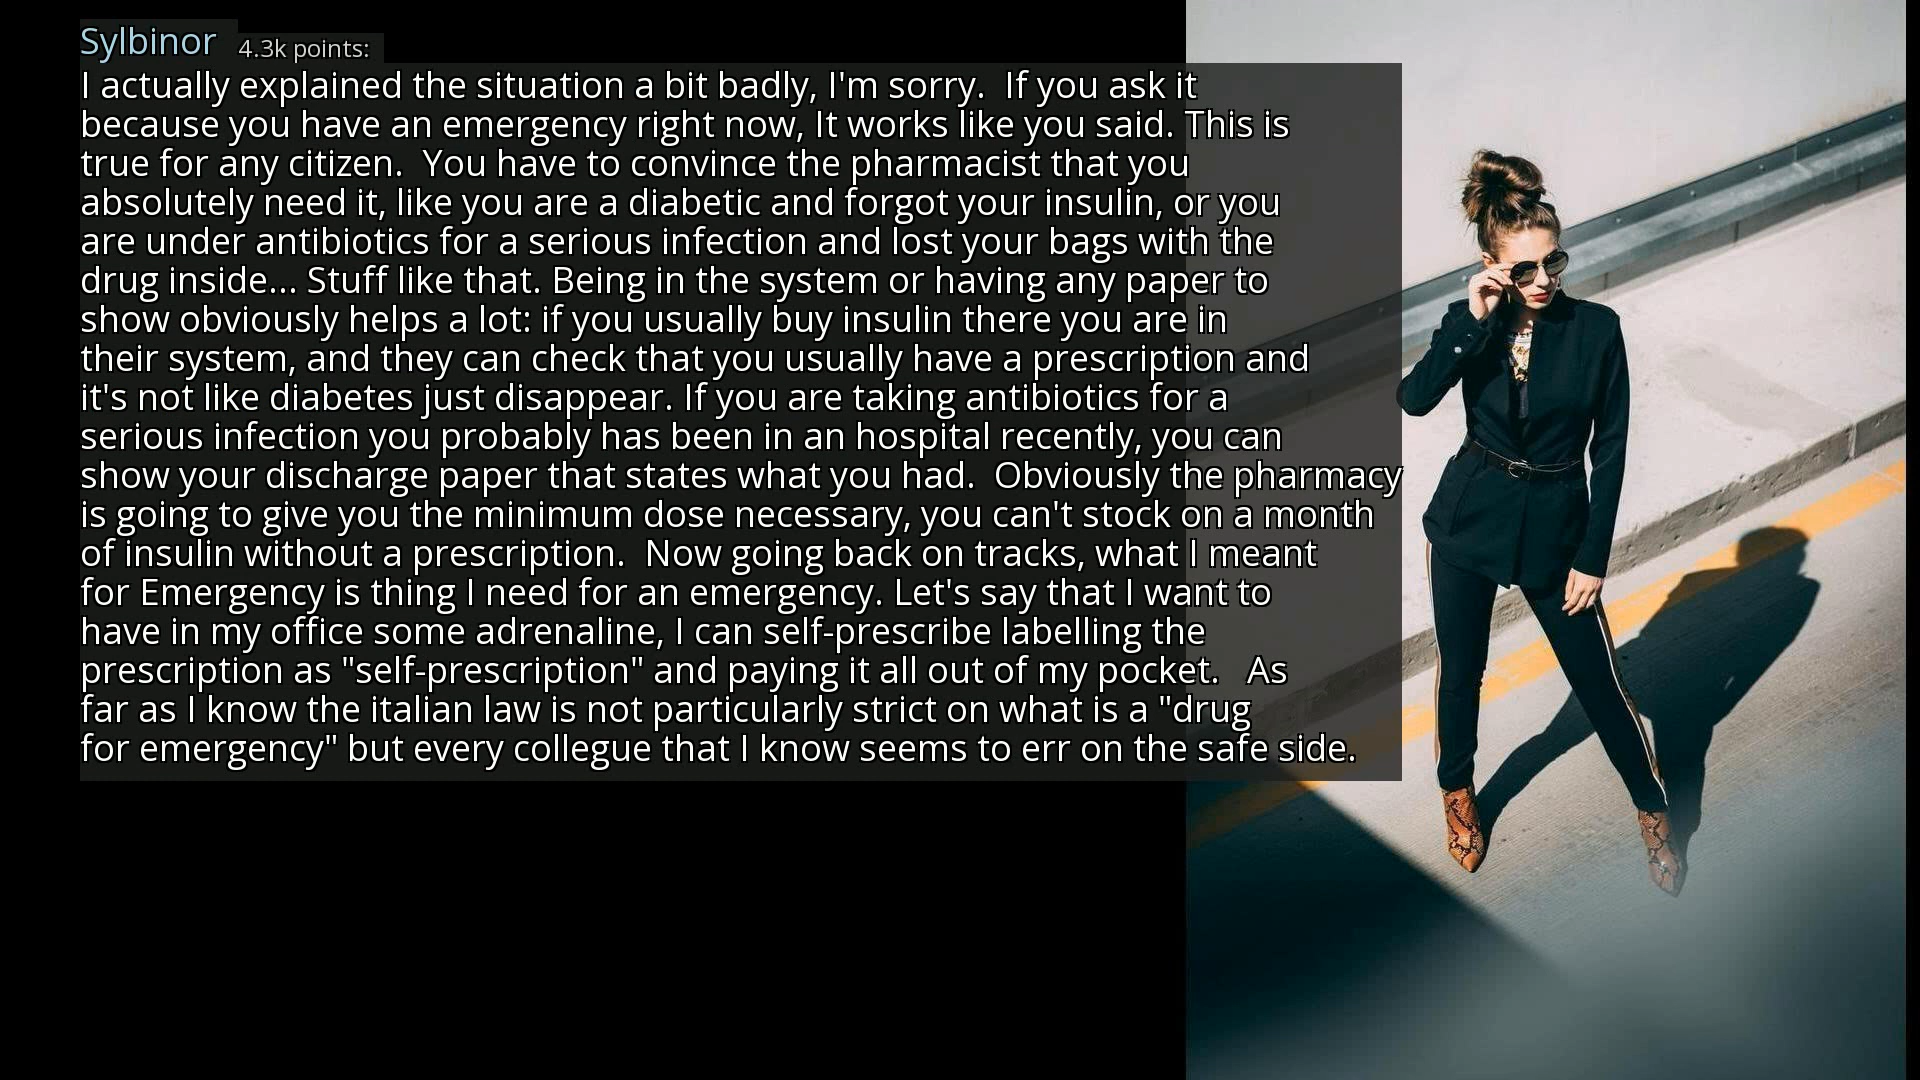 Sylbinor 4.3k points:
I actually explained the situation a bit badly, I'm sorry.  If you ask it
because you have an emergency right now, It works like you said. This is
true for any citizen.  You have to convince the pharmacist that you
absolutely need it, like you are a diabetic and forgot your insulin, or you
are under antibiotics for a serious infection and lost your bags with the
drug inside... Stuff like that. Being in the system or having any paper to
show obviously helps a lot: if you usually buy insulin there you are in
their system, and they can check that you usually have a prescription and
it's not like diabetes just disappear. If you are taking antibiotics for a
serious infection you probably has been in an hospital recently, you can
show your discharge paper that states what you had.  Obviously the pharmacy
is going to give you the minimum dose necessary, you can't stock on a month
of insulin without a prescription.  Now going back on tracks, what I meant
for Emergency is thing I need for an emergency. Let's say that I want to
have in my office some adrenaline, I can self-prescribe labelling the
prescription as "self-prescription" and paying it all out of my pocket.   As
far as I know the italian law is not particularly strict on what is a "drug
for emergency" but every collegue that I know seems to err on the safe side.